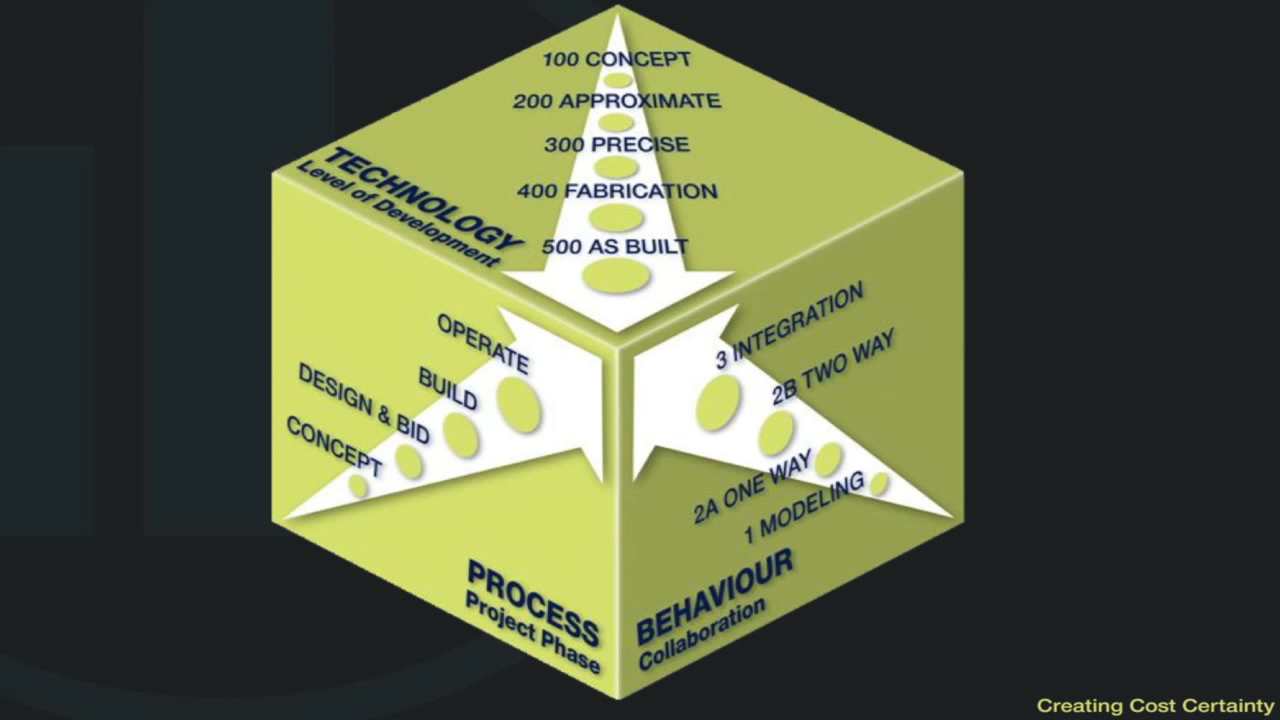 100 CONCEPT
200 APPROXIMATE
300 PRECISE
400 FABRICATION
500 AS BUILT
TECHNOLOGY
Level of Development
OPERATE
BUILD
DESIGN & BID
CONCEPT
PROCESS
Project Phase
3 INTEGRATION
2B TWO WAY
2A ONE WAY
1 MODELING
BEHAVIOUR
Collaboration
Creating Cost Certainty